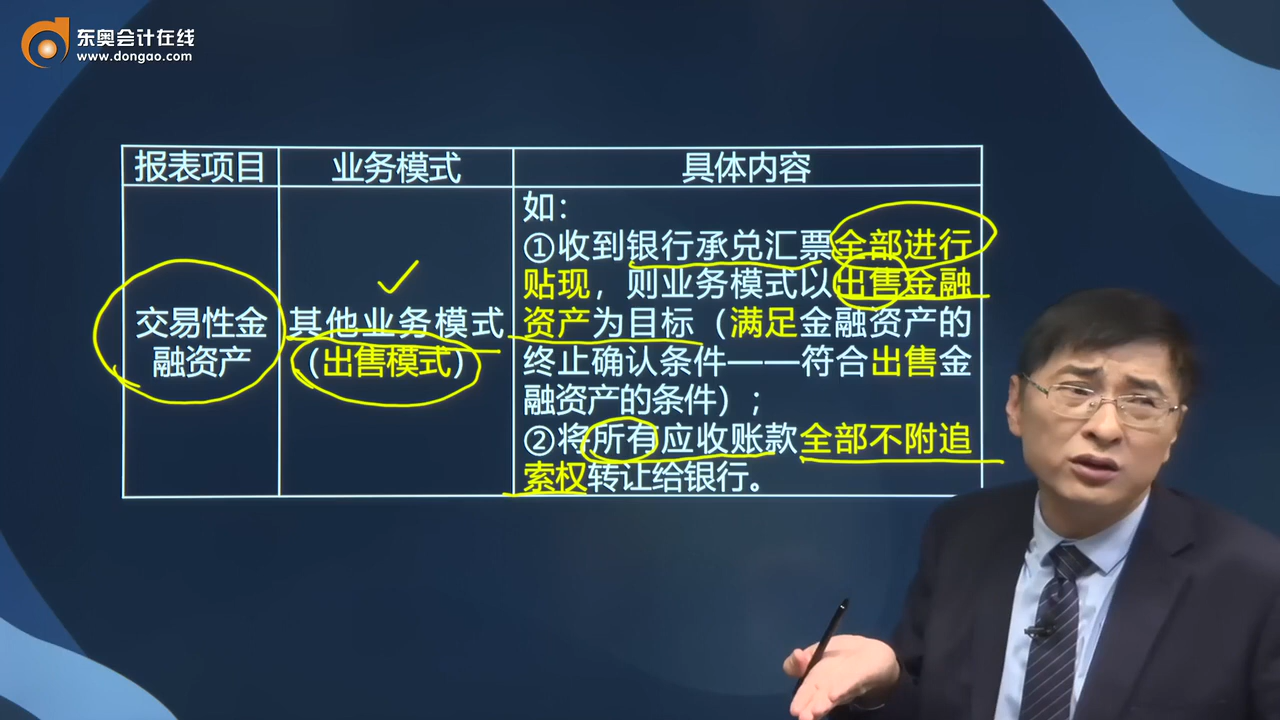 东奥会计在线
www.dongao.com
报表项目
业务模式
具体内容
交易性金
融资产
其他业务模式
（出售模式）
如：
①收到银行承兑汇票全部进行
贴现，则业务模式以出售金融
资产为目标（满足金融资产的
终止确认条件——符合出售金
融资产的条件）；
②将所有应收账款全部不附追
索权转让给银行。